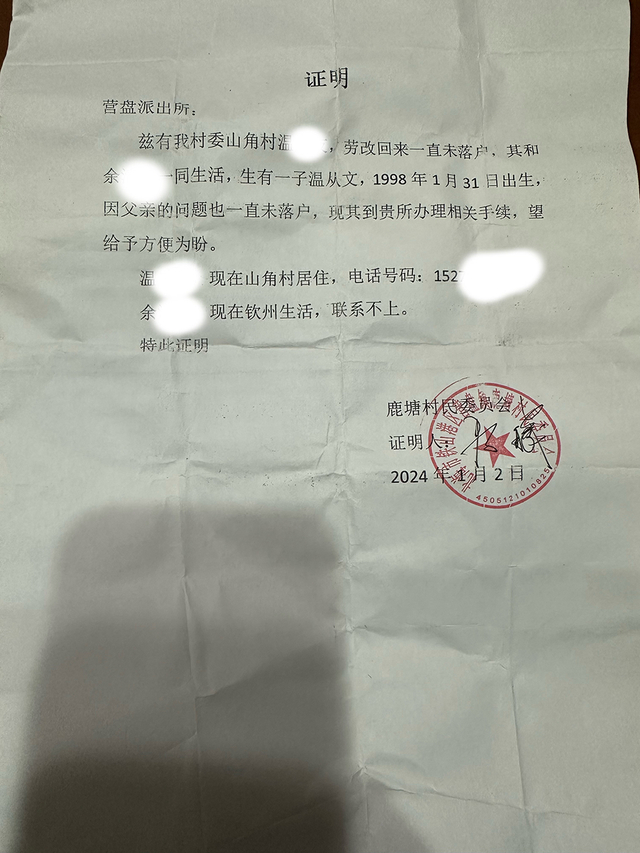 证明
营盘派出所：
兹有我村委山角村温，劳改回来一直未落户，其和
余一同生活，生有一子温从文，1998 年 1 月 31 日出生，
因父亲的问题也一直未落户，现其到贵所办理相关手续，望
给予方便为盼。
温 现在山角村居住，电话号码：152
余 现在钦州生活，联系不上。
特此证明
鹿塘村民委员会
证明人：
2024 年 1 月 2 日
4505121010825